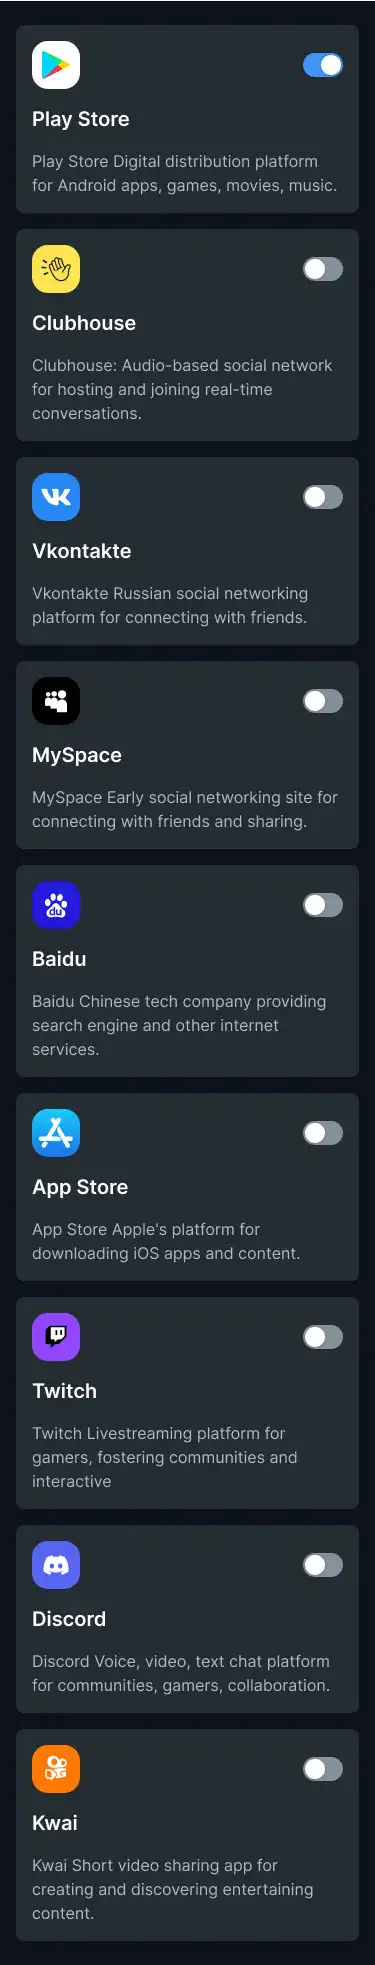 Play Store
Play Store Digital distribution platform
for Android apps, games, movies, music.
Clubhouse
Clubhouse: Audio-based social network
for hosting and joining real-time
conversations.
VK
Vkontakte
Vkontakte Russian social networking
platform for connecting with friends.
MySpace
MySpace Early social networking site for
connecting with friends and sharing.
du
Baidu
Baidu Chinese tech company providing
search engine and other internet
services.
App Store
App Store Apple's platform for
downloading iOS apps and content.
Twitch
Twitch Livestreaming platform for
gamers, fostering communities and
interactive
Discord
Discord Voice, video, text chat platform
for communities, gamers, collaboration.
Kwai
Kwai Short video sharing app for
creating and discovering entertaining
content.